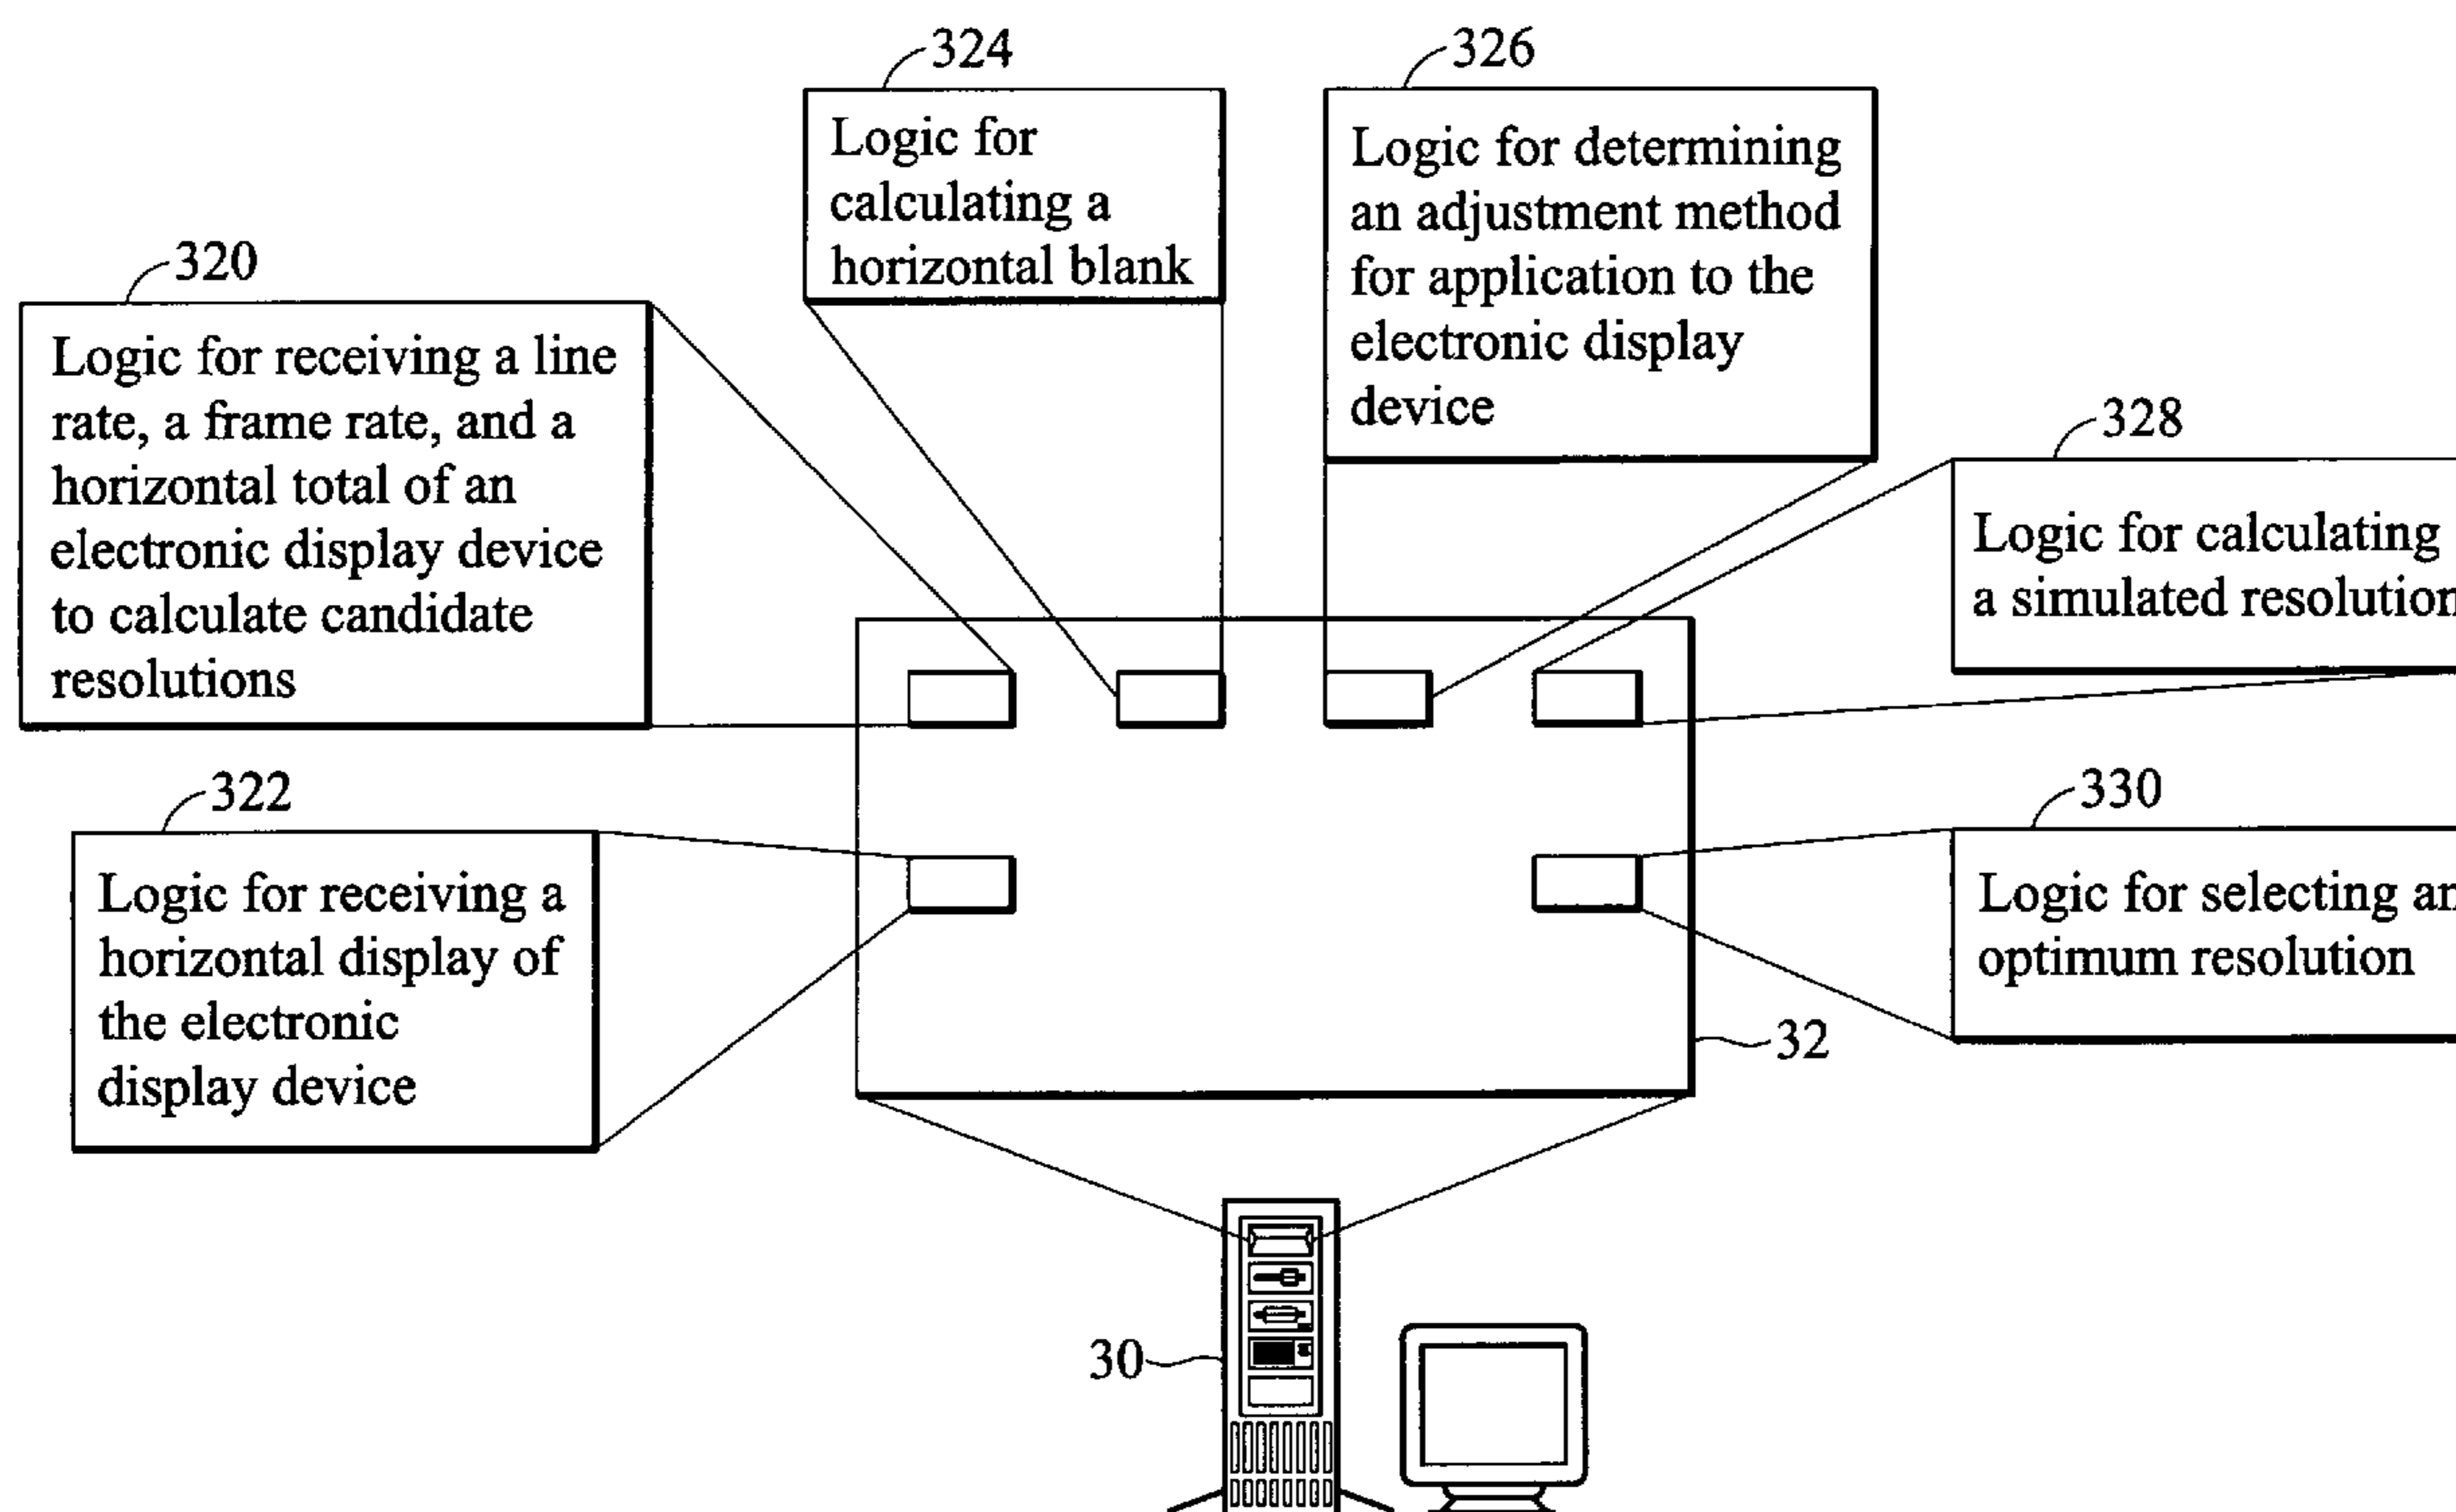 324
Logic for
calculating a
horizontal blank
326
Logic for determining
an adjustment method
for application to the
electronic display
device
320
Logic for receiving a line
rate, a frame rate, and a
horizontal total of an
electronic display device
to calculate candidate
resolutions
328
Logic for calculating
a simulated resolution
322
Logic for receiving a
horizontal display of
the electronic
display device
330
Logic for selecting an
optimum resolution
32
30